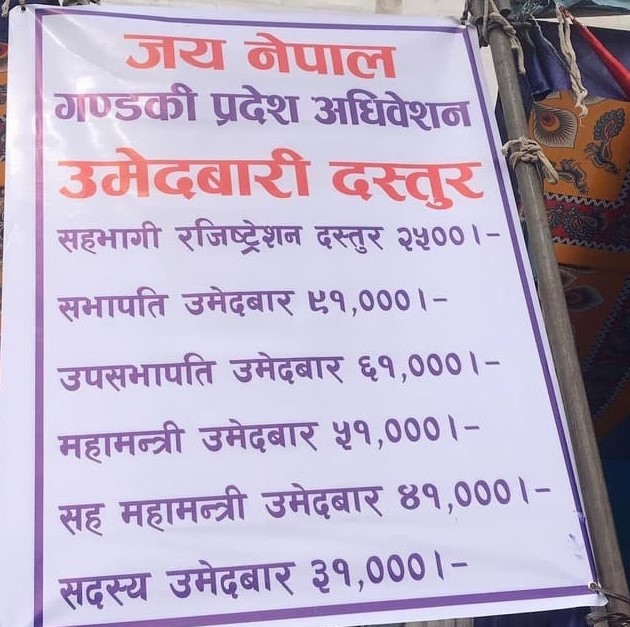 जय नेपाल
गण्डकी प्रदेश अधिवेशन
उमेदबारी दस्तुर
सहभागी रजिष्ट्रेशन दस्तुर २५००।-
सभापति उमेदबार ९१,०००।-
उपसभापति उमेदबार ६१,०००।-
महामन्त्री उमेदबार ५१,०००।-
सह महामन्त्री उमेदबार ४१,०००।-
सदस्य उमेदबार ३१,०००।-